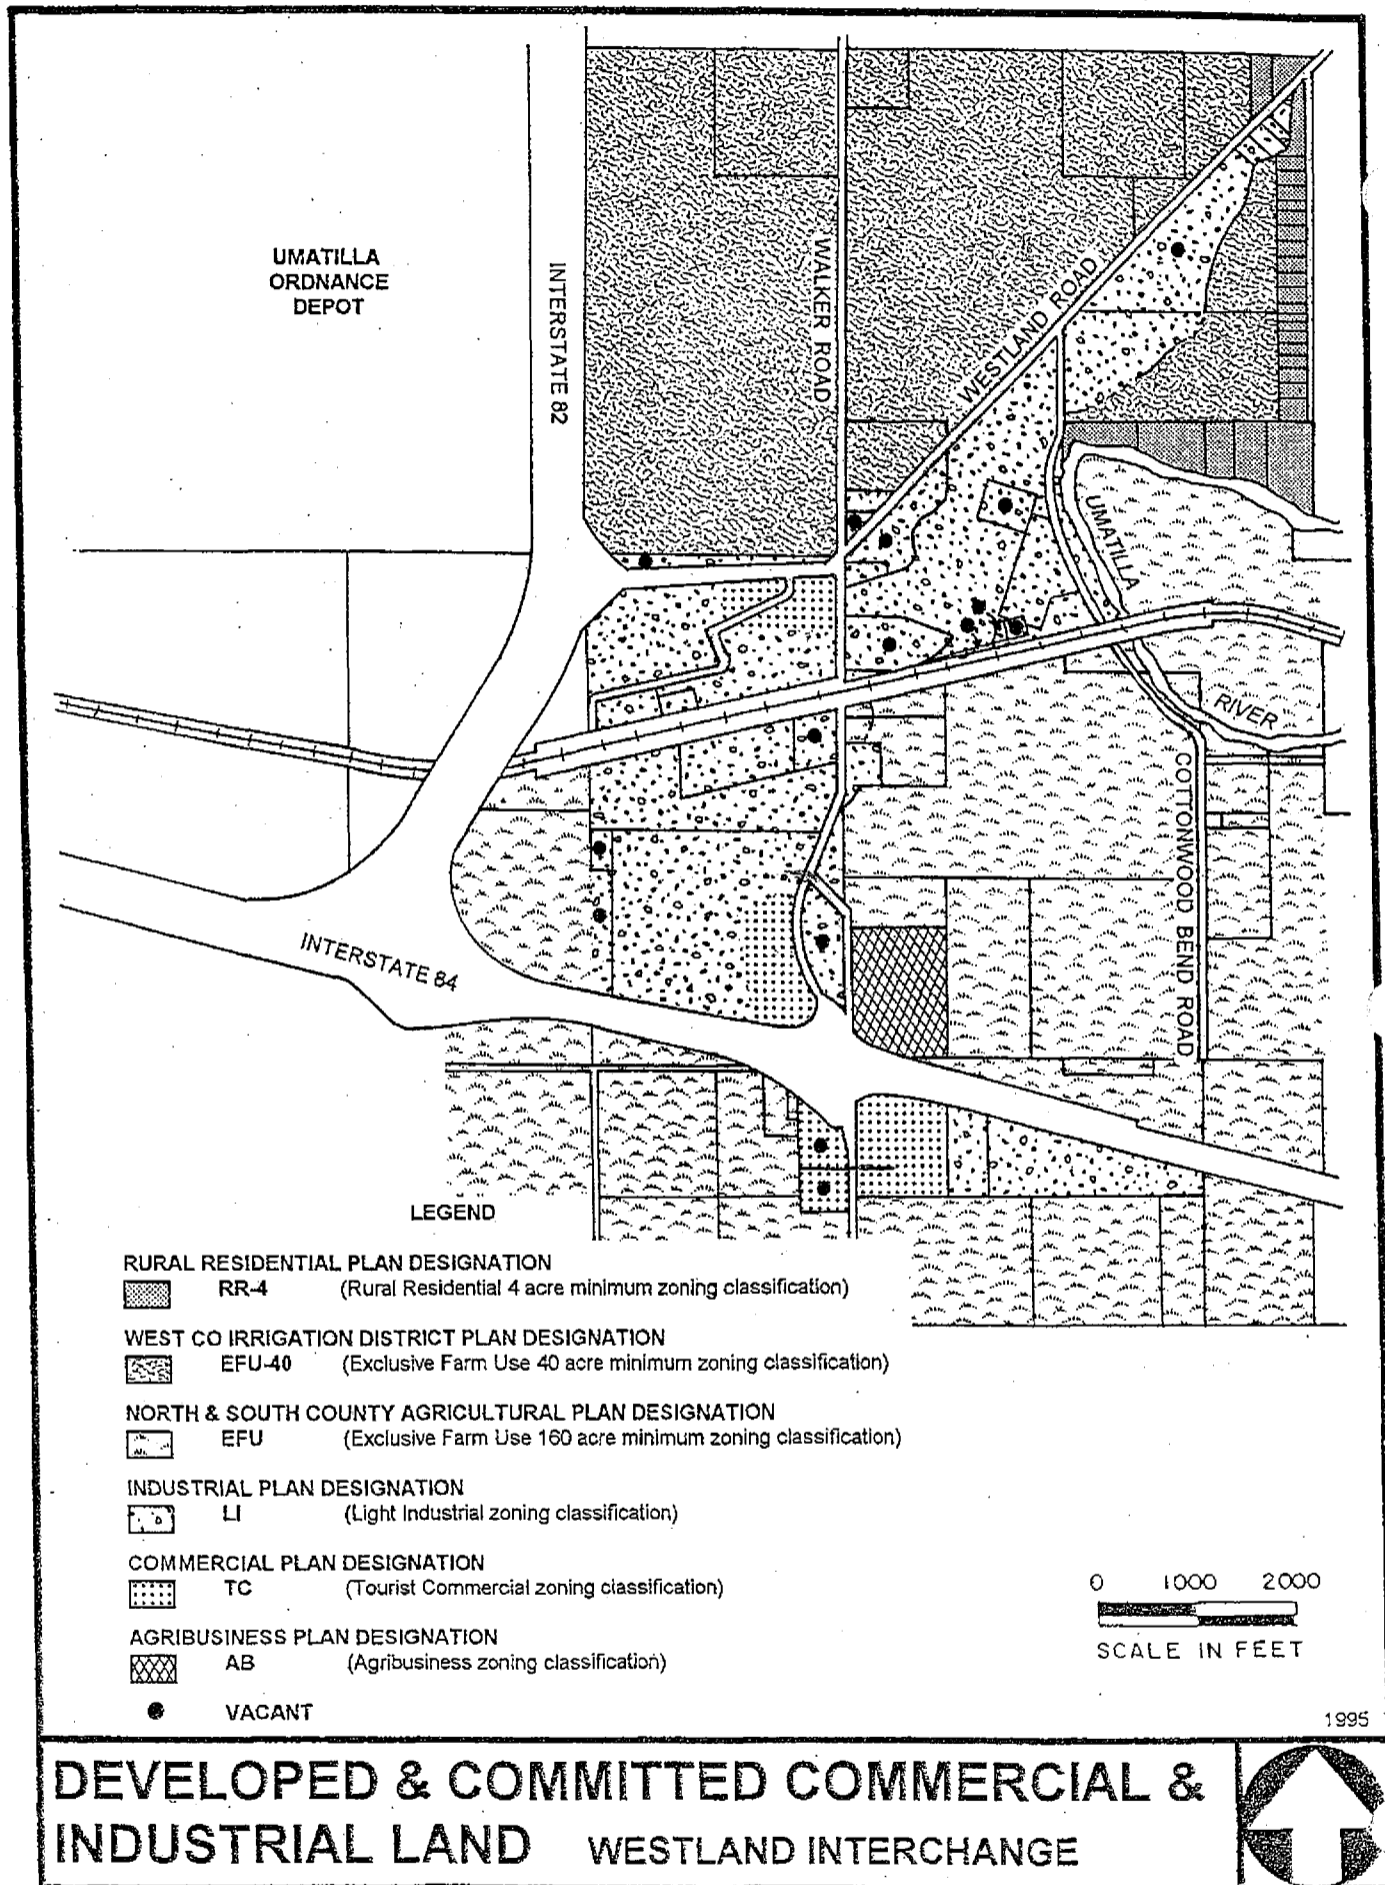 UMATILLA
ORDNANCE
DEPOT
INTERSTATE 82
WALKER ROAD
WESTLAND ROAD
UMATILLA
RIVER
COTTONWOOD BEND ROAD
INTERSTATE 84
LEGEND
RURAL RESIDENTIAL PLAN DESIGNATION
RR-4 (Rural Residential 4 acre minimum zoning classification)
WEST CO IRRIGATION DISTRICT PLAN DESIGNATION
EFU-40 (Exclusive Farm Use 40 acre minimum zoning classification)
NORTH & SOUTH COUNTY AGRICULTURAL PLAN DESIGNATION
EFU (Exclusive Farm Use 160 acre minimum zoning classification)
INDUSTRIAL PLAN DESIGNATION
LI (Light Industrial zoning classification)
COMMERCIAL PLAN DESIGNATION
TC (Tourist Commercial zoning classification)
AGRIBUSINESS PLAN DESIGNATION
AB (Agribusiness zoning classification)
VACANT
0 1000 2000
SCALE IN FEET
1995
DEVELOPED & COMMITTED COMMERCIAL &
INDUSTRIAL LAND WESTLAND INTERCHANGE